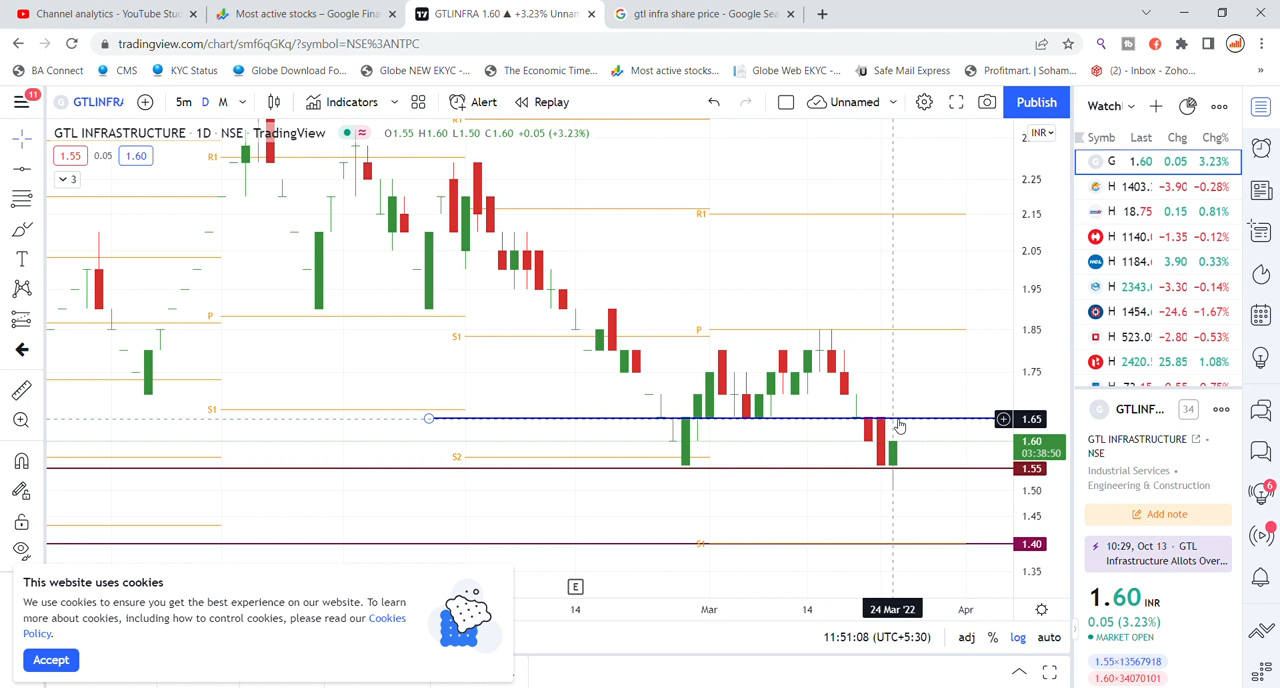 Channel analytics - YouTube Stu
Most active stocks – Google Fina
GTLINFRA 1.60 ▲ +3.23% Unnam
gtl infra share price - Google Sea
tradingview.com/chart/smf6qGKq/?symbol=NSE%3ANTPC
BA Connect CMS KYC Status Globe Download Fo... Globe NEW EKYC -... The Economic Time... Most active stocks... Globe Web EKYC -... Safe Mail Express Profitmart. | Soham... (2) - Inbox - Zoho... »
11 GTLINFRA 5m D M Indicators Alert Replay Unnamed Publish
Watch
GTL INFRASTRUCTURE · 1D · NSE · TradingView O1.55 H1.60 L1.50 C1.60 +0.05 (+3.23%)
INR
1.55 0.05 1.60
3
R1
R1
P
P
S1
S1
S2
S1
2.25
2.15
2.05
1.95
1.85
1.75
1.65
1.60
03:38:50
1.55
1.50
1.45
1.40
1.35
E
14 Mar 14 24 Mar '22 Apr
11:51:08 (UTC+5:30) adj % log auto
This website uses cookies
We use cookies to ensure you get the best experience on our website. To learn
more about cookies, including how to control cookies, please read our Cookies
Policy.
Accept
Symb Last Chg Chg%
G 1.60 0.05 3.23%
H 1403. −3.90 −0.28%
H 18.75 0.15 0.81%
H 1140. −1.35 −0.12%
H 1184. 3.90 0.33%
H 2343. −3.30 −0.14%
H 1454. −24.6 −1.67%
H 523.0 −2.80 −0.53%
H 2420. 25.85 1.08%
GTLINF... 34
GTL INFRASTRUCTURE •
NSE
Industrial Services •
Engineering & Construction
Add note
10:29, Oct 13 · GTL
Infrastructure Allots Over...
1.60 INR
0.05 (3.23%)
MARKET OPEN
1.55×13567918
1.60×34070101
6